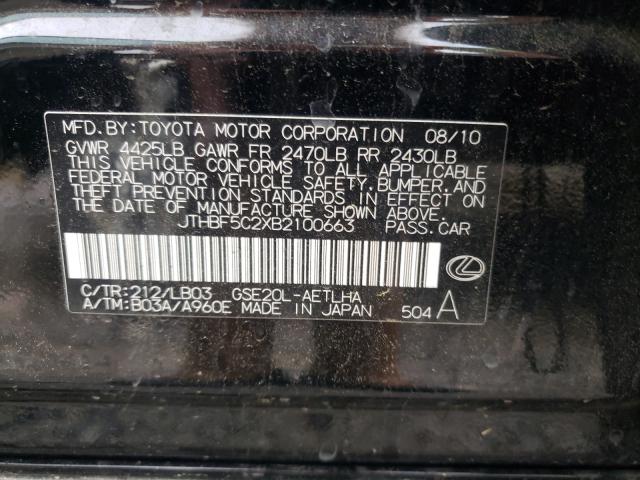 MFD.BY:TOYOTA MOTOR CORPORATION 08/10
GVWR 4425LB GAWR FR 2470LB RR 2430LB
THIS VEHICLE CONFORMS TO ALL APPLICABLE
FEDERAL MOTOR VEHICLE SAFETY,BUMPER,AND
THEFT PREVENTION STANDARDS IN EFFECT ON
THE DATE OF MANUFACTURE SHOWN ABOVE.
JTHBF5C2XB2100663 PASS.CAR
C/TR:212/LB03 GSE20L-AETLHA
A/TM:B03A/A960E MADE IN JAPAN 504 A